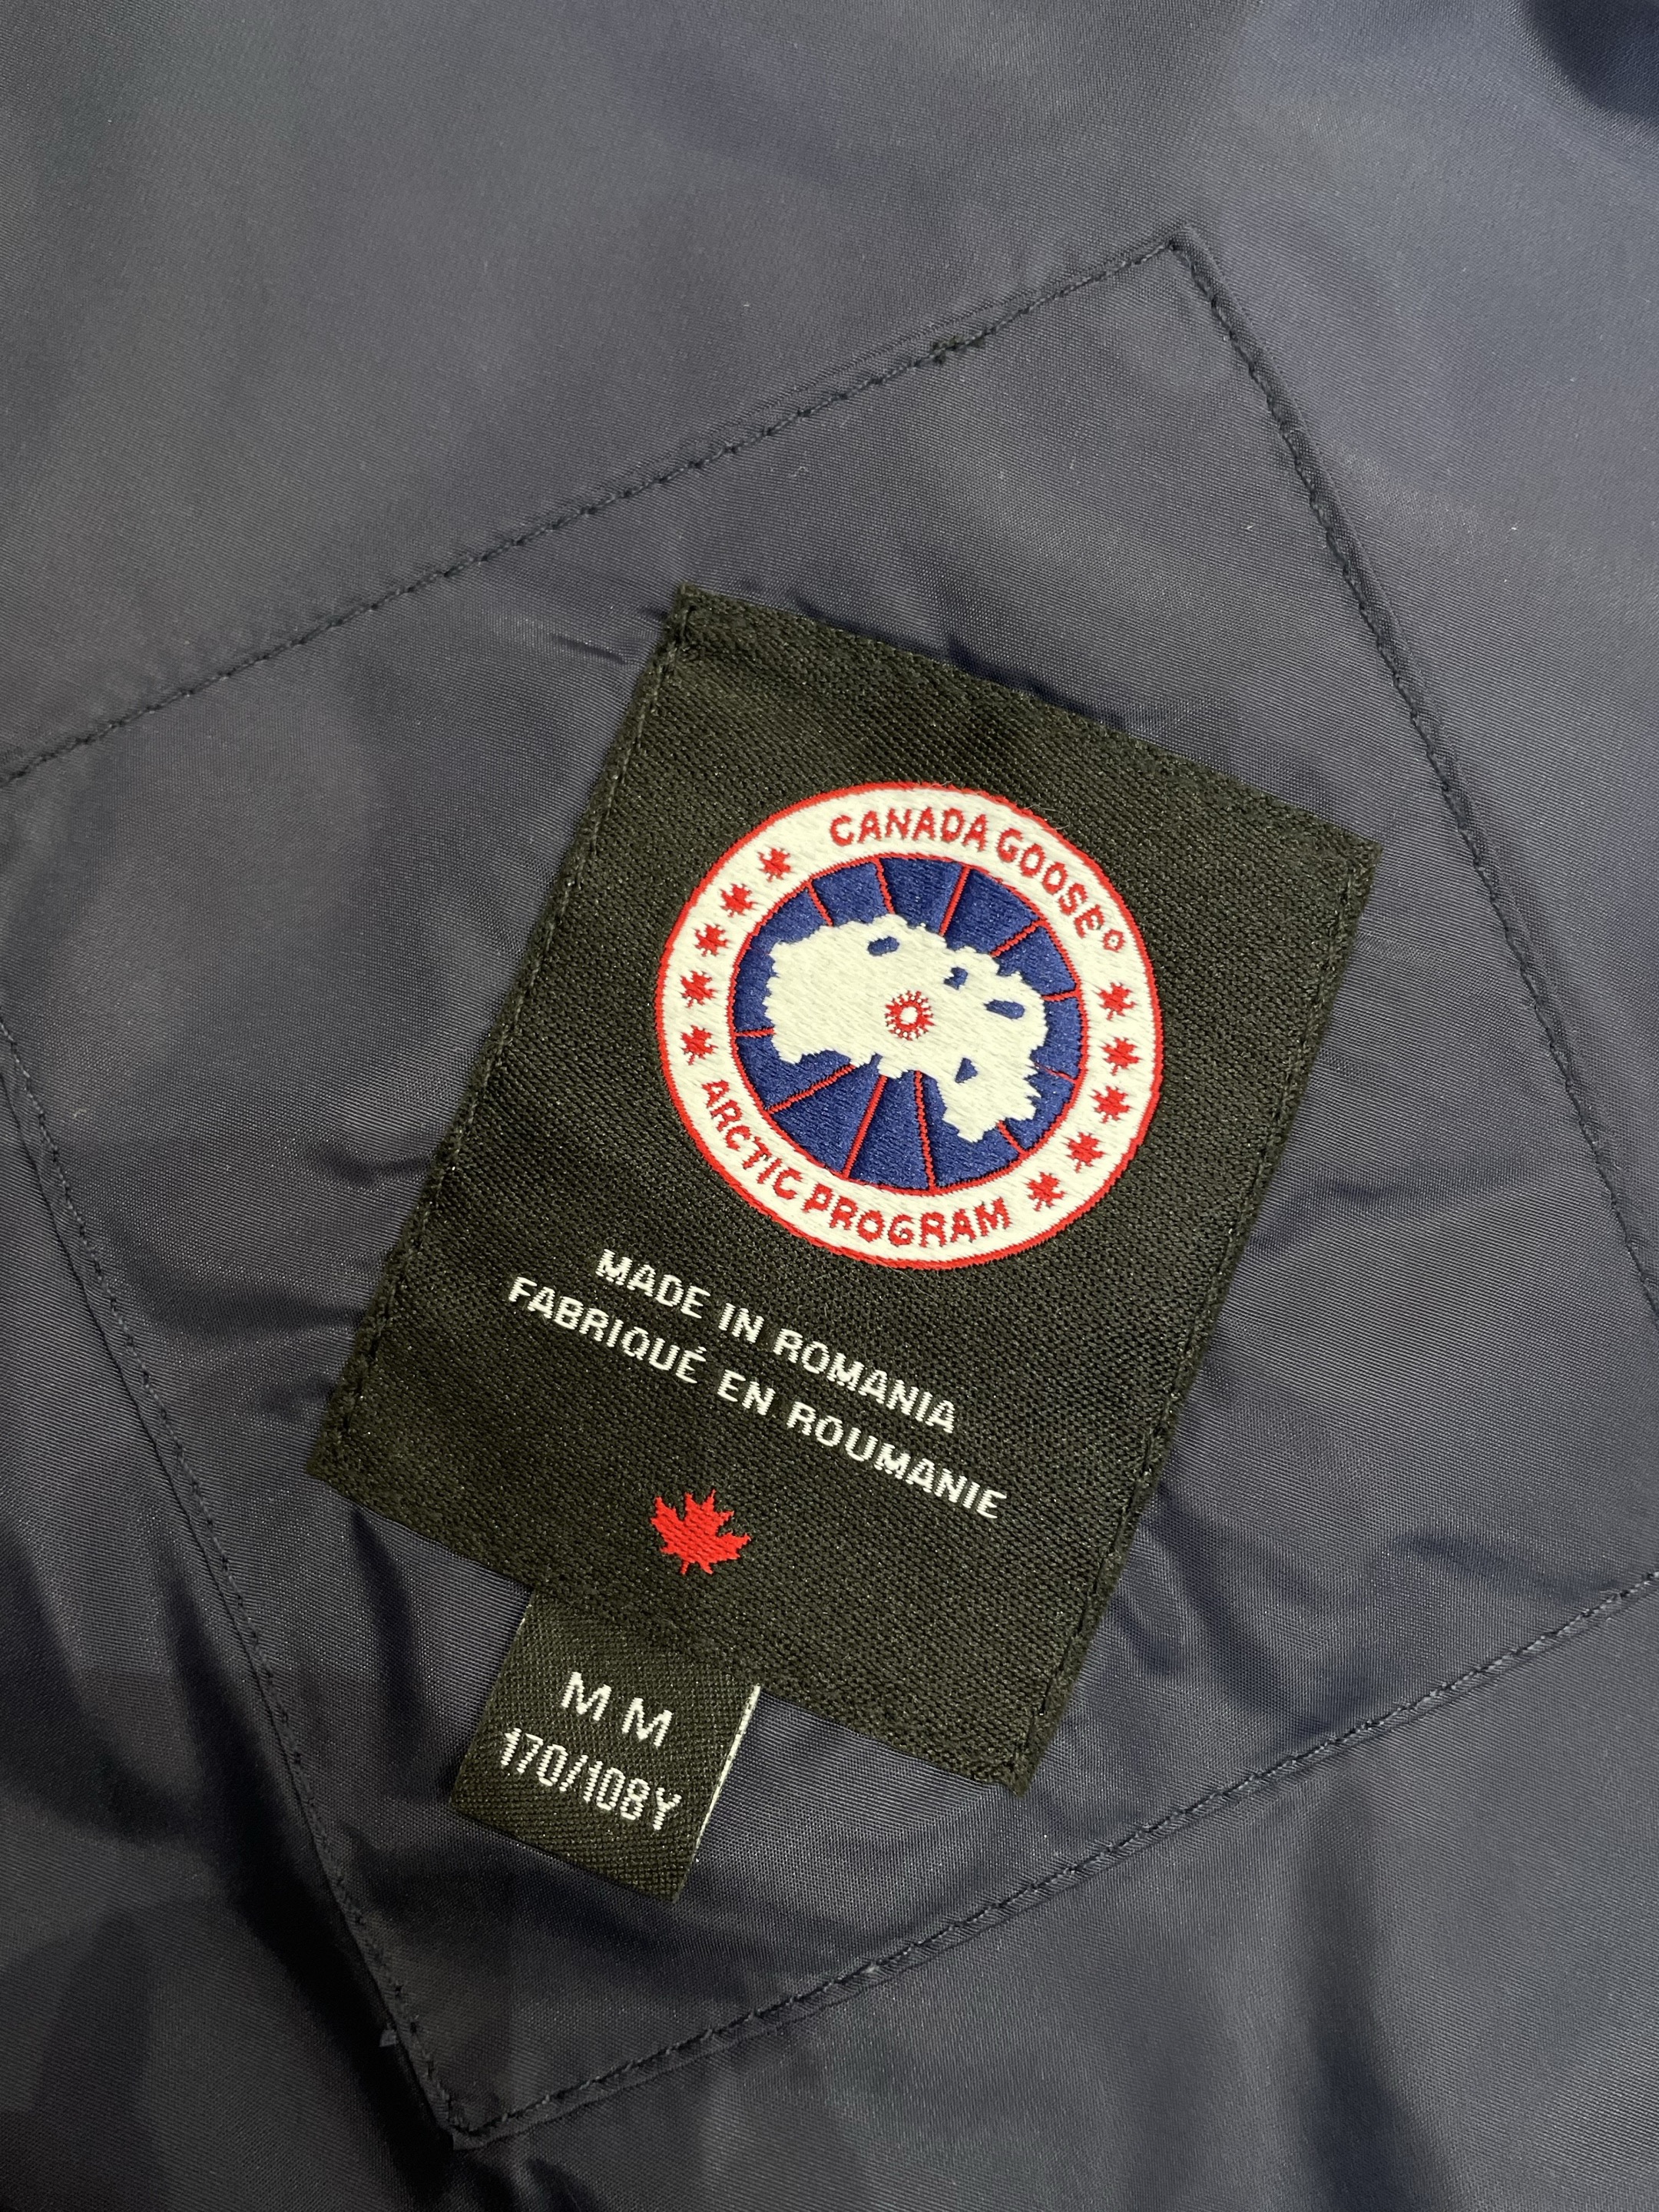 CANADA GOOSE®
ARCTIC PROGRAM
MADE IN ROMANIA
FABRIQUÉ EN ROUMANIE
M M
170/108Y